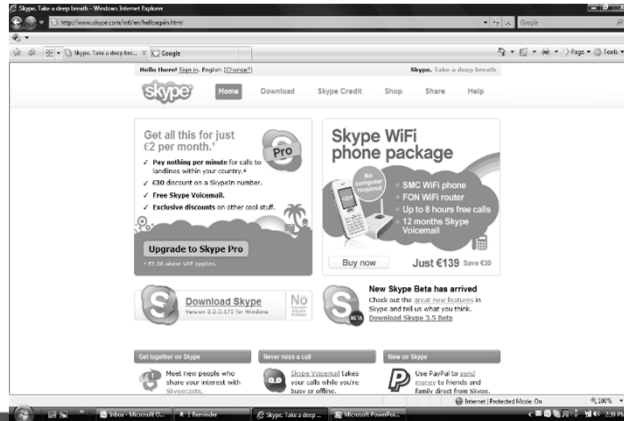 Skype. Take a deep breath - Windows Internet Explorer
http://www.skype.com/intl/en/helloagain.html
Google
Skype. Take a deep bre...
Google
Page
Tools
Hello there! Sign in. English [Change?]
Skype. Take a deep breath
skype
Home
Download
Skype Credit
Shop
Share
Help
Get all this for just
€2 per month.¹
Pro
✓ Pay nothing per minute for calls to
landlines within your country.*
✓ €30 discount on a SkypeIn number.
✓ Free Skype Voicemail.
✓ Exclusive discounts on other cool stuff.
Upgrade to Skype Pro
where VAT applies.
Skype WiFi
phone package
No
computer
required
SMC WiFi phone
FON WiFi router
Up to 8 hours free calls
12 months Skype
Voicemail
Buy now
Just €139 Save €30
Download Skype
Version 3.2.0.175 for Windows
No
New Skype Beta has arrived
Check out the great new features in
Skype and tell us what you think.
Download Skype 3.5 Beta
BETA
Get together on Skype
Meet new people who
share your interest with
Skypecasts.
Never miss a call
Skype Voicemail takes
your calls while you're
busy or offline.
New on Skype
Use PayPal to send
money to friends and
family direct from Skype.
Internet | Protected Mode: On
100%
Inbox - Microsoft O...
1 Reminder
Skype. Take a deep ...
Microsoft PowerPoi...
2:39 PM